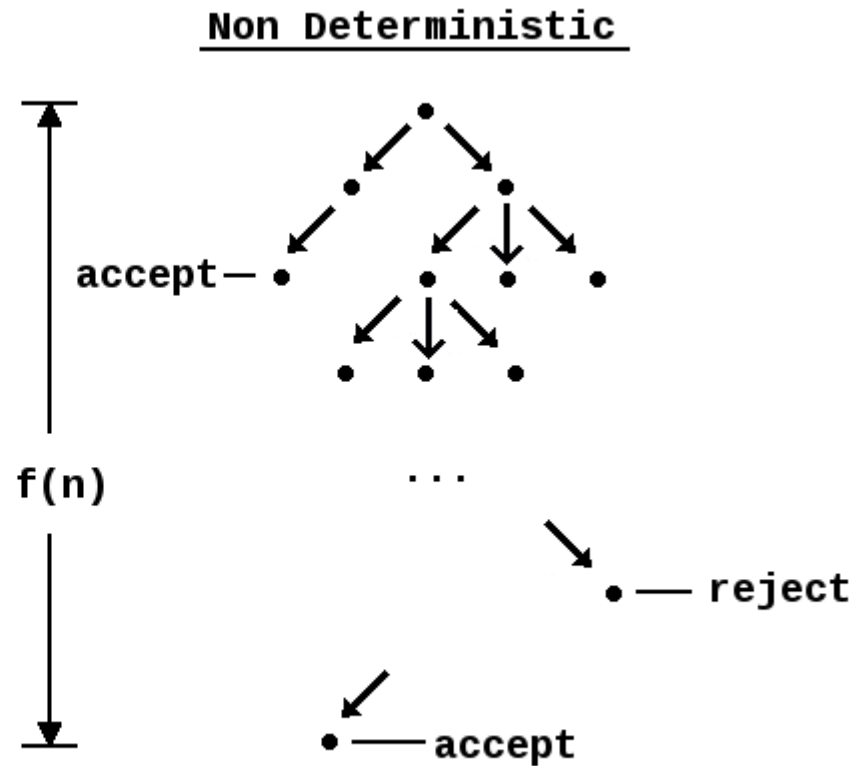 Non Deterministic
accept
f(n)
...
reject
accept